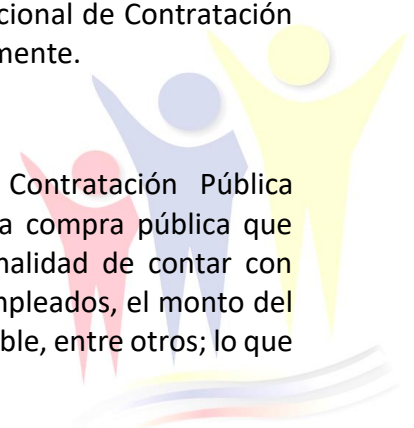 cional de Contratación
mente.
Contratación Pública
a compra pública que
nalidad de contar con
mpleados, el monto del
ble, entre otros; lo que